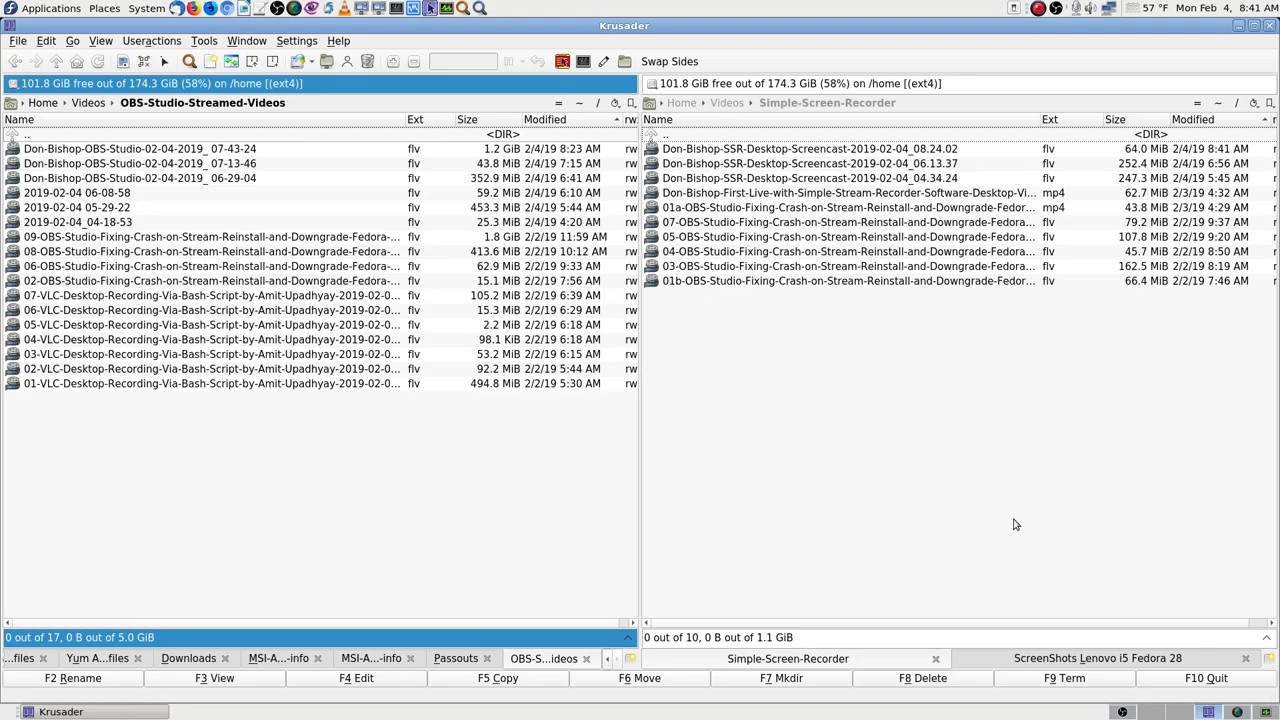 Applications Places System 57 °F Mon Feb 4, 8:41 AM
Krusader
File Edit Go View Useractions Tools Window Settings Help
Swap Sides
101.8 GiB free out of 174.3 GiB (58%) on /home [(ext4)]
Home > Videos > OBS-Studio-Streamed-Videos = ~ /
Name Ext Size Modified rw
.. <DIR>
Don-Bishop-OBS-Studio-02-04-2019_ 07-43-24 flv 1.2 GiB 2/4/19 8:23 AM rw
Don-Bishop-OBS-Studio-02-04-2019_ 07-13-46 flv 43.8 MiB 2/4/19 7:15 AM rw
Don-Bishop-OBS-Studio-02-04-2019_ 06-29-04 flv 352.9 MiB 2/4/19 6:41 AM rw
2019-02-04 06-08-58 flv 59.2 MiB 2/4/19 6:10 AM rw
2019-02-04 05-29-22 flv 453.3 MiB 2/4/19 5:44 AM rw
2019-02-04_04-18-53 flv 25.3 MiB 2/4/19 4:20 AM rw
09-OBS-Studio-Fixing-Crash-on-Stream-Reinstall-and-Downgrade-Fedora-... flv 1.8 GiB 2/2/19 11:59 AM rw
08-OBS-Studio-Fixing-Crash-on-Stream-Reinstall-and-Downgrade-Fedora-... flv 413.6 MiB 2/2/19 10:12 AM rw
06-OBS-Studio-Fixing-Crash-on-Stream-Reinstall-and-Downgrade-Fedora-... flv 62.9 MiB 2/2/19 9:33 AM rw
02-OBS-Studio-Fixing-Crash-on-Stream-Reinstall-and-Downgrade-Fedora-... flv 15.1 MiB 2/2/19 7:56 AM rw
07-VLC-Desktop-Recording-Via-Bash-Script-by-Amit-Upadhyay-2019-02-0... flv 105.2 MiB 2/2/19 6:39 AM rw
06-VLC-Desktop-Recording-Via-Bash-Script-by-Amit-Upadhyay-2019-02-0... flv 15.3 MiB 2/2/19 6:29 AM rw
05-VLC-Desktop-Recording-Via-Bash-Script-by-Amit-Upadhyay-2019-02-0... flv 2.2 MiB 2/2/19 6:18 AM rw
04-VLC-Desktop-Recording-Via-Bash-Script-by-Amit-Upadhyay-2019-02-0... flv 98.1 KiB 2/2/19 6:18 AM rw
03-VLC-Desktop-Recording-Via-Bash-Script-by-Amit-Upadhyay-2019-02-0... flv 53.2 MiB 2/2/19 6:15 AM rw
02-VLC-Desktop-Recording-Via-Bash-Script-by-Amit-Upadhyay-2019-02-0... flv 92.2 MiB 2/2/19 5:44 AM rw
01-VLC-Desktop-Recording-Via-Bash-Script-by-Amit-Upadhyay-2019-02-0... flv 494.8 MiB 2/2/19 5:30 AM rw
0 out of 17, 0 B out of 5.0 GiB
...files Yum A...files Downloads MSI-A...-info MSI-A...-info Passouts OBS-S...ideos
101.8 GiB free out of 174.3 GiB (58%) on /home [(ext4)]
Home > Videos > Simple-Screen-Recorder = ~ /
Name Ext Size Modified r
.. <DIR>
Don-Bishop-SSR-Desktop-Screencast-2019-02-04_08.24.02 flv 64.0 MiB 2/4/19 8:41 AM r
Don-Bishop-SSR-Desktop-Screencast-2019-02-04_06.13.37 flv 252.4 MiB 2/4/19 6:56 AM r
Don-Bishop-SSR-Desktop-Screencast-2019-02-04_04.34.24 flv 247.3 MiB 2/4/19 5:45 AM r
Don-Bishop-First-Live-with-Simple-Stream-Recorder-Software-Desktop-Vi... mp4 62.7 MiB 2/3/19 4:32 AM r
01a-OBS-Studio-Fixing-Crash-on-Stream-Reinstall-and-Downgrade-Fedor... mp4 43.8 MiB 2/3/19 4:29 AM r
07-OBS-Studio-Fixing-Crash-on-Stream-Reinstall-and-Downgrade-Fedora... flv 79.2 MiB 2/2/19 9:37 AM r
05-OBS-Studio-Fixing-Crash-on-Stream-Reinstall-and-Downgrade-Fedora... flv 107.8 MiB 2/2/19 9:20 AM r
04-OBS-Studio-Fixing-Crash-on-Stream-Reinstall-and-Downgrade-Fedora... flv 45.7 MiB 2/2/19 8:50 AM r
03-OBS-Studio-Fixing-Crash-on-Stream-Reinstall-and-Downgrade-Fedora... flv 162.5 MiB 2/2/19 8:19 AM r
01b-OBS-Studio-Fixing-Crash-on-Stream-Reinstall-and-Downgrade-Fedor... flv 66.4 MiB 2/2/19 7:46 AM r
0 out of 10, 0 B out of 1.1 GiB
Simple-Screen-Recorder ScreenShots Lenovo i5 Fedora 28
F2 Rename F3 View F4 Edit F5 Copy F6 Move F7 Mkdir F8 Delete F9 Term F10 Quit
Krusader